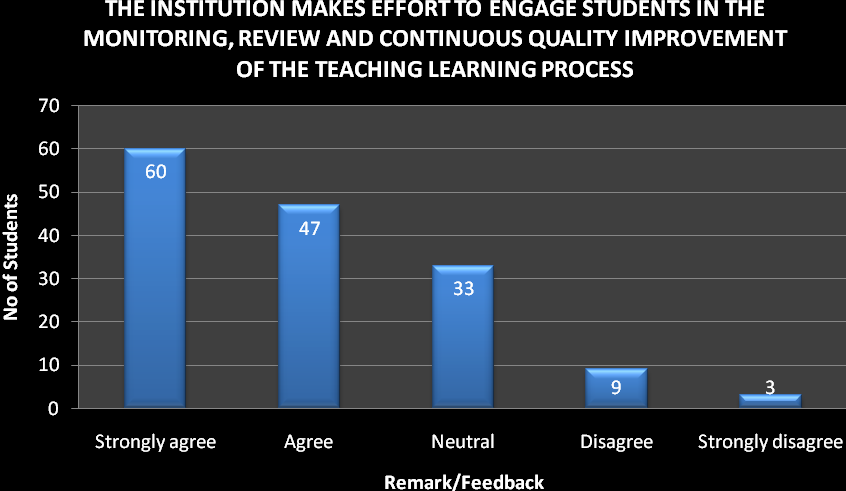 THE INSTITUTION MAKES EFFORT TO ENGAGE STUDENTS IN THE
MONITORING, REVIEW AND CONTINUOUS QUALITY IMPROVEMENT
OF THE TEACHING LEARNING PROCESS
70
60
50
40
30
20
10
0
No of Students
60
47
33
9
3
Strongly agree
Agree
Neutral
Disagree
Strongly disagree
Remark/Feedback